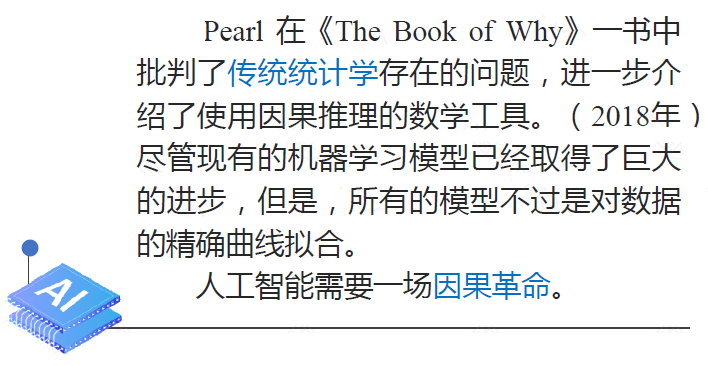 Pearl 在《The Book of Why》一书中
批判了传统统计学存在的问题，进一步介
绍了使用因果推理的数学工具。（2018年）
尽管现有的机器学习模型已经取得了巨大
的进步，但是，所有的模型不过是对数据
的精确曲线拟合。
人工智能需要一场因果革命。
AI